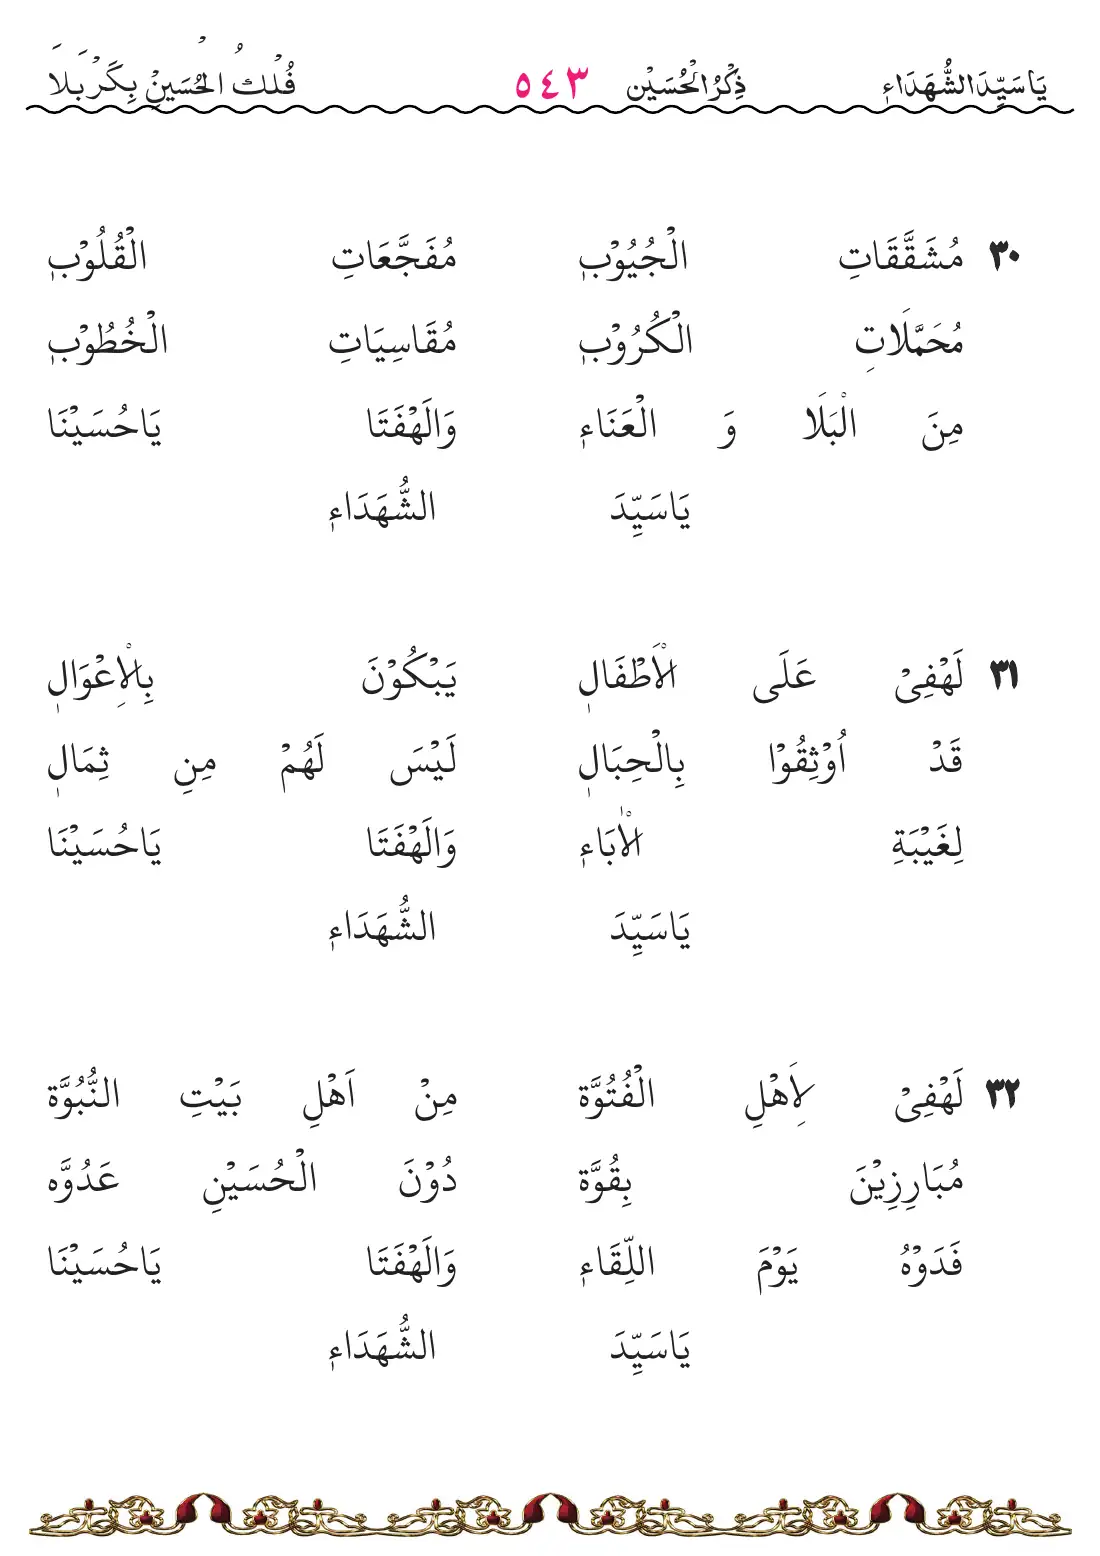 يَاسَيِّدَالشُّهَدَاءِ ذِكْرُالْحُسَيْن ٥٤٣ فُلْكُ الْحُسَيْنِ بِكَرْبَلَا
٣٠ مُشَقَّقَاتِ الْجُيُوْبِ مُفَجَّعَاتِ الْقُلُوْبِ
مُحَمَّلَاتِ الْكُرُوْبِ مُقَاسِيَاتِ الْخُطُوْبِ
مِنَ الْبَلَا وَ الْعَنَاءِ وَالَهْفَتَا يَاحُسَيْنَا
يَاسَيِّدَ الشُّهَدَاءِ
٣١ لَهْفِيْ عَلَى الْاَطْفَالِ يَبْكُوْنَ بِالْاِعْوَالِ
قَدْ اُوْثِقُوْا بِالْحِبَالِ لَيْسَ لَهُمْ مِنِ ثِمَالِ
لِغَيْبَةِ الْاٰبَاءِ وَالَهْفَتَا يَاحُسَيْنَا
يَاسَيِّدَ الشُّهَدَاءِ
٣٢ لَهْفِيْ لِاَهْلِ الْفُتُوَّة مِنْ اَهْلِ بَيْتِ النُّبُوَّة
مُبَارِزِيْنَ بِقُوَّة دُوْنَ الْحُسَيْنِ عَدُوَّه
فَدَوْهُ يَوْمَ اللِّقَاءِ وَالَهْفَتَا يَاحُسَيْنَا
يَاسَيِّدَ الشُّهَدَاءِ